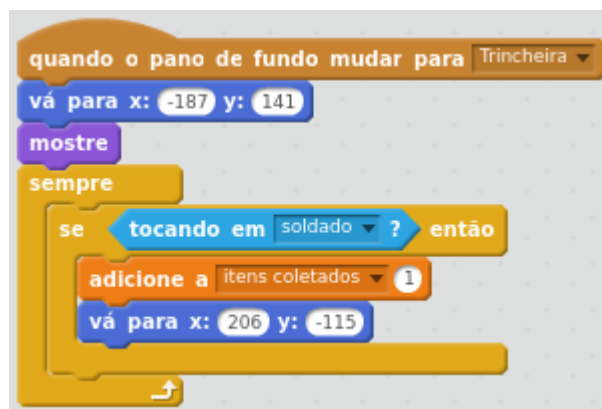 quando o pano de fundo mudar para Trincheira
vá para x: -187 y: 141
mostre
sempre
se tocando em soldado ? então
adicione a itens coletados 1
vá para x: 206 y: -115